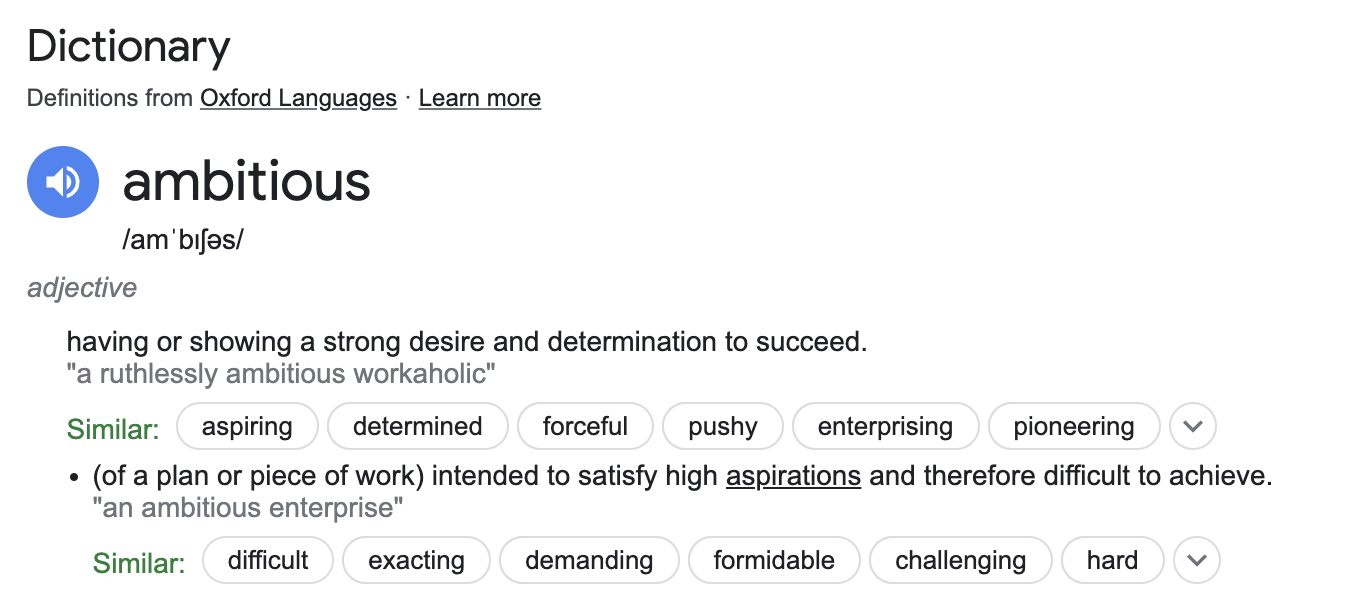 Dictionary
Definitions from Oxford Languages · Learn more
ambitious
/amˈbɪʃəs/
adjective
having or showing a strong desire and determination to succeed.
"a ruthlessly ambitious workaholic"
Similar: aspiring determined forceful pushy enterprising pioneering
• (of a plan or piece of work) intended to satisfy high aspirations and therefore difficult to achieve.
"an ambitious enterprise"
Similar: difficult exacting demanding formidable challenging hard